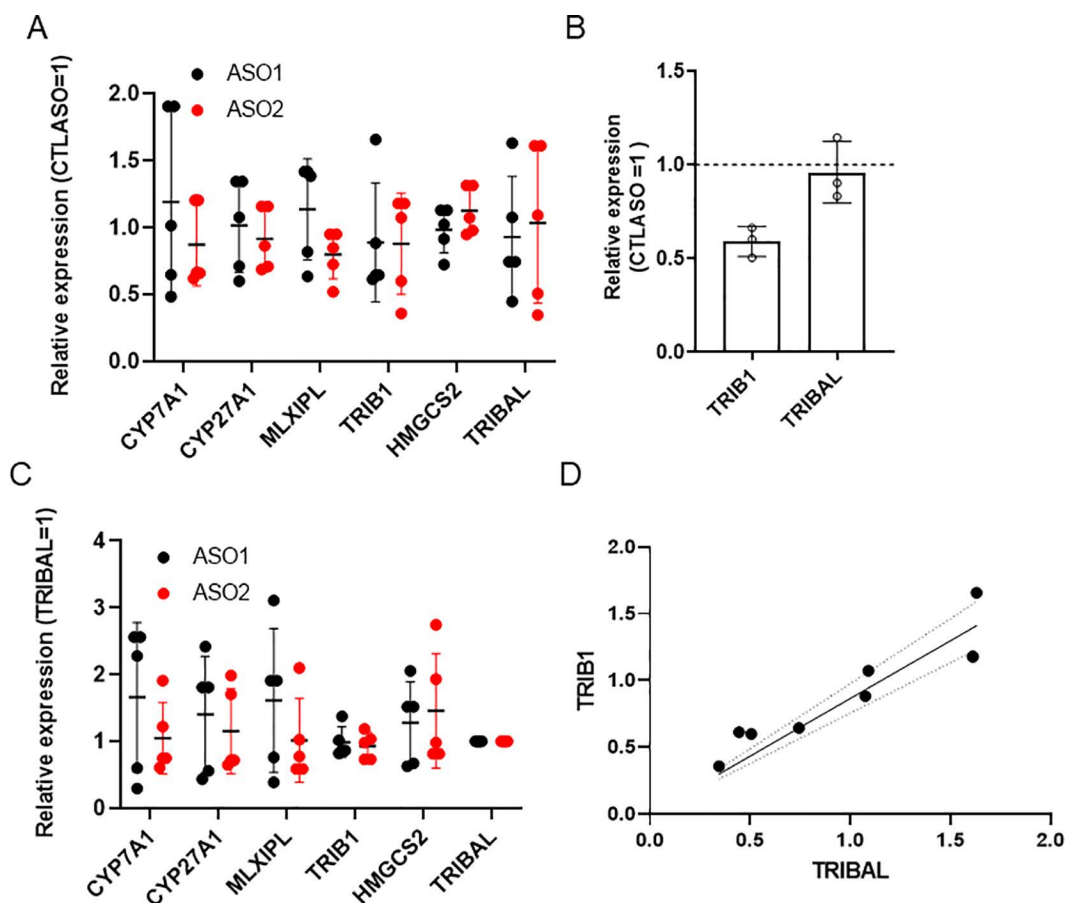 A
ASO1
ASO2
Relative expression (CTLASO=1)
2.0
1.5
1.0
0.5
0.0
CYP7A1
CYP27A1
MLXIPL
TRIB1
HMGCS2
TRIBAL
B
Relative expression
(CTLASO =1)
1.5
1.0
0.5
0.0
TRIB1
TRIBAL
C
ASO1
ASO2
Relative expression (TRIBAL=1)
4
3
2
1
0
CYP7A1
CYP27A1
MLXIPL
TRIB1
HMGCS2
TRIBAL
D
TRIB1
2.0
1.5
1.0
0.5
0.0
0.0
0.5
1.0
1.5
2.0
TRIBAL